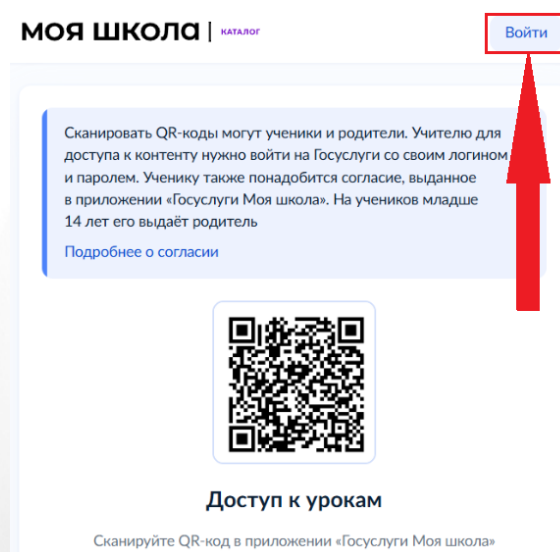 МОЯ ШКОЛА | КАТАЛОГ
Войти
Сканировать QR-коды могут ученики и родители. Учителю для
доступа к контенту нужно войти на Госуслуги со своим логином
и паролем. Ученику также понадобится согласие, выданное
в приложении «Госуслуги Моя школа». На учеников младше
14 лет его выдаёт родитель
Подробнее о согласии
Доступ к урокам
Сканируйте QR-код в приложении «Госуслуги Моя школа»